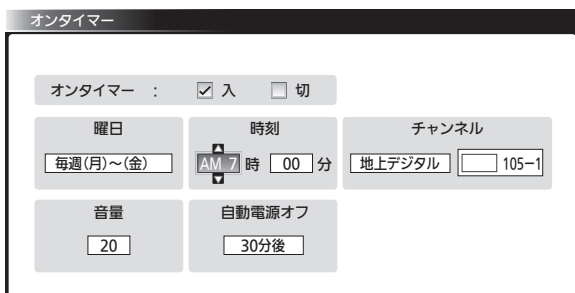 オンタイマー
オンタイマー : 入 切
曜日 時刻 チャンネル
毎週(月)~(金) AM 7 時 00 分 地上デジタル 105-1
音量 自動電源オフ
20 30分後